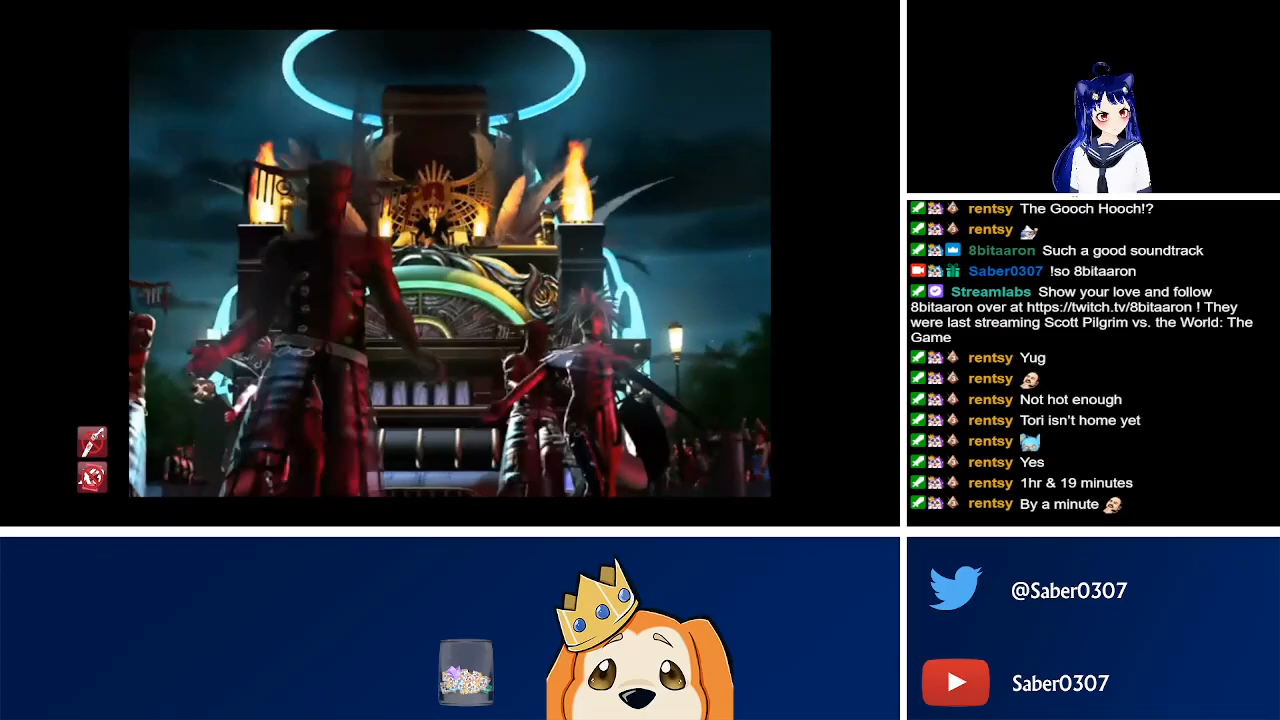 rentsy The Gooch Hooch!?
rentsy
8bitaaron Such a good soundtrack
Saber0307 !so 8bitaaron
Streamlabs Show your love and follow
8bitaaron over at https://twitch.tv/8bitaaron ! They
were last streaming Scott Pilgrim vs. the World: The
Game
rentsy Yug
rentsy
rentsy Not hot enough
rentsy Tori isn't home yet
rentsy
rentsy Yes
rentsy 1hr & 19 minutes
rentsy By a minute
@Saber0307
Saber0307